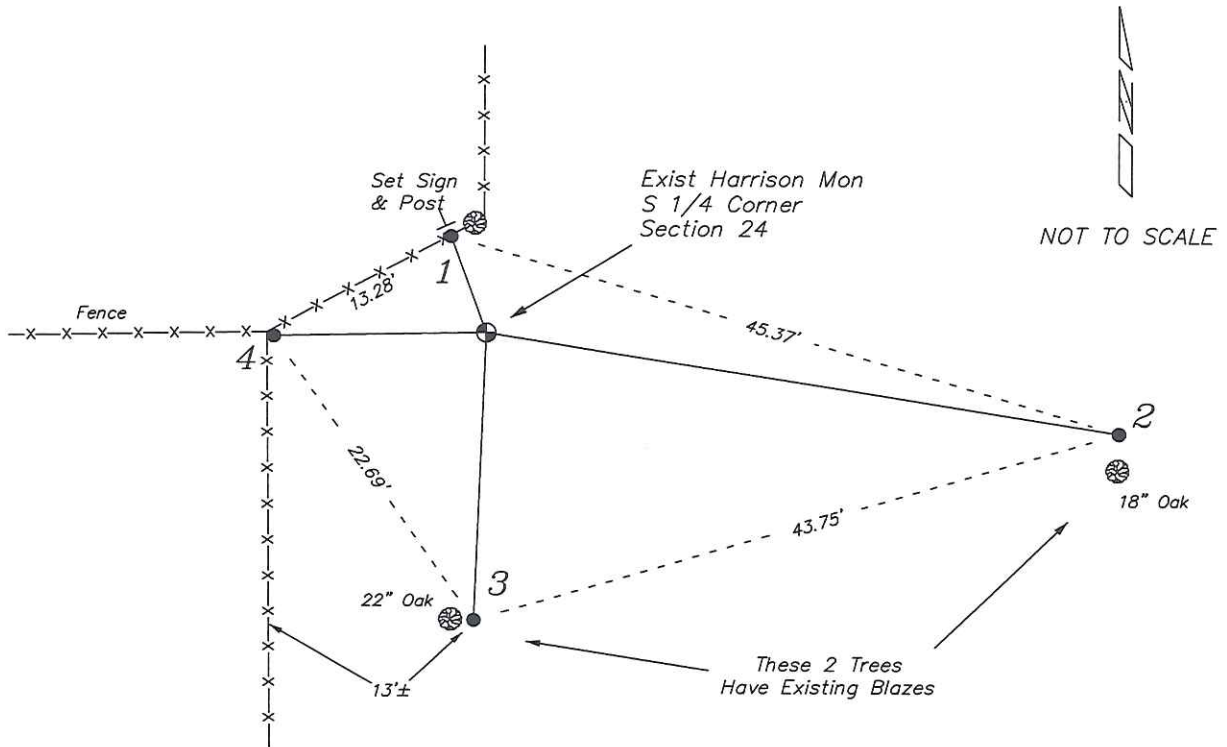 Set Sign
& Post
Exist Harrison Mon
S 1/4 Corner
Section 24
N
NOT TO SCALE
1
13.28'
45.37'
Fence
4
2
22.69'
18" Oak
43.75'
3
22" Oak
These 2 Trees
Have Existing Blazes
13'±